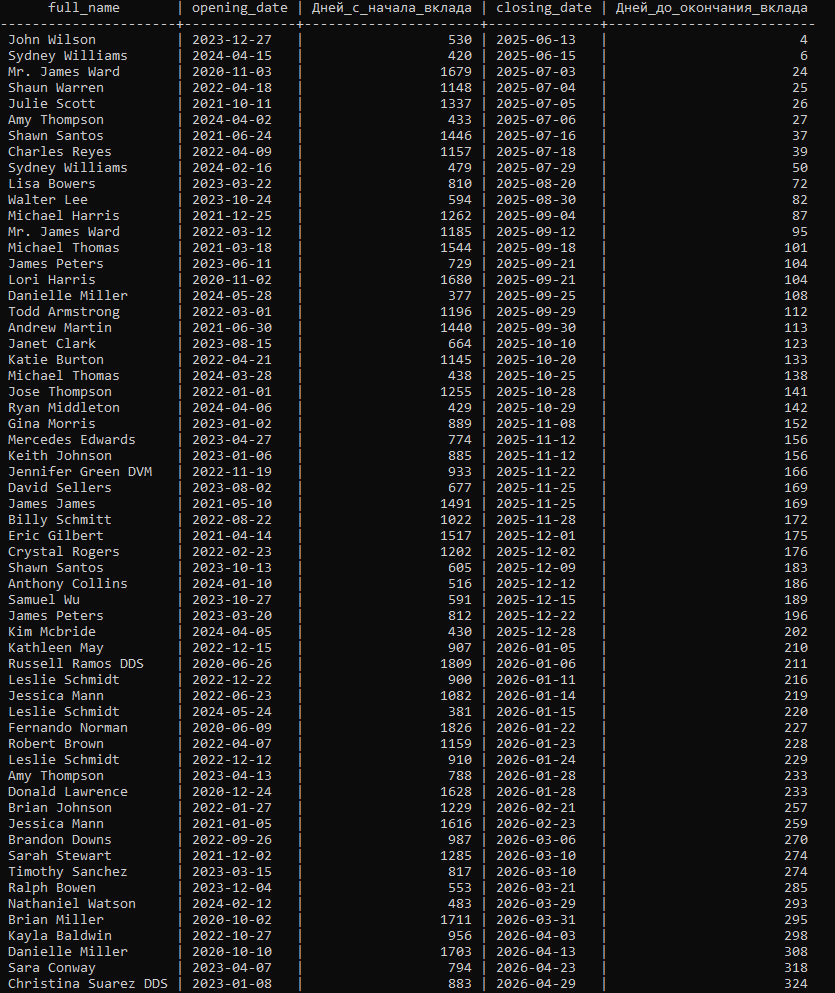 full_name | opening_date | Дней_с_начала_вклада | closing_date | Дней_до_окончания_вклада
----------------------+--------------+----------------------+--------------+--------------------------
John Wilson | 2023-12-27 | 530 | 2025-06-13 | 4
Sydney Williams | 2024-04-15 | 420 | 2025-06-15 | 6
Mr. James Ward | 2020-11-03 | 1679 | 2025-07-03 | 24
Shaun Warren | 2022-04-18 | 1148 | 2025-07-04 | 25
Julie Scott | 2021-10-11 | 1337 | 2025-07-05 | 26
Amy Thompson | 2024-04-02 | 433 | 2025-07-06 | 27
Shawn Santos | 2021-06-24 | 1446 | 2025-07-16 | 37
Charles Reyes | 2022-04-09 | 1157 | 2025-07-18 | 39
Sydney Williams | 2024-02-16 | 479 | 2025-07-29 | 50
Lisa Bowers | 2023-03-22 | 810 | 2025-08-20 | 72
Walter Lee | 2023-10-24 | 594 | 2025-08-30 | 82
Michael Harris | 2021-12-25 | 1262 | 2025-09-04 | 87
Mr. James Ward | 2022-03-12 | 1185 | 2025-09-12 | 95
Michael Thomas | 2021-03-18 | 1544 | 2025-09-18 | 101
James Peters | 2023-06-11 | 729 | 2025-09-21 | 104
Lori Harris | 2020-11-02 | 1680 | 2025-09-21 | 104
Danielle Miller | 2024-05-28 | 377 | 2025-09-25 | 108
Todd Armstrong | 2022-03-01 | 1196 | 2025-09-29 | 112
Andrew Martin | 2021-06-30 | 1440 | 2025-09-30 | 113
Janet Clark | 2023-08-15 | 664 | 2025-10-10 | 123
Katie Burton | 2022-04-21 | 1145 | 2025-10-20 | 133
Michael Thomas | 2024-03-28 | 438 | 2025-10-25 | 138
Jose Thompson | 2022-01-01 | 1255 | 2025-10-28 | 141
Ryan Middleton | 2024-04-06 | 429 | 2025-10-29 | 142
Gina Morris | 2023-01-02 | 889 | 2025-11-08 | 152
Mercedes Edwards | 2023-04-27 | 774 | 2025-11-12 | 156
Keith Johnson | 2023-01-06 | 885 | 2025-11-12 | 156
Jennifer Green DVM | 2022-11-19 | 933 | 2025-11-22 | 166
David Sellers | 2023-08-02 | 677 | 2025-11-25 | 169
James James | 2021-05-10 | 1491 | 2025-11-25 | 169
Billy Schmitt | 2022-08-22 | 1022 | 2025-11-28 | 172
Eric Gilbert | 2021-04-14 | 1517 | 2025-12-01 | 175
Crystal Rogers | 2022-02-23 | 1202 | 2025-12-02 | 176
Shawn Santos | 2023-10-13 | 605 | 2025-12-09 | 183
Anthony Collins | 2024-01-10 | 516 | 2025-12-12 | 186
Samuel Wu | 2023-10-27 | 591 | 2025-12-15 | 189
James Peters | 2023-03-20 | 812 | 2025-12-22 | 196
Kim Mcbride | 2024-04-05 | 430 | 2025-12-28 | 202
Kathleen May | 2022-12-15 | 907 | 2026-01-05 | 210
Russell Ramos DDS | 2020-06-26 | 1809 | 2026-01-06 | 211
Leslie Schmidt | 2022-12-22 | 900 | 2026-01-11 | 216
Jessica Mann | 2022-06-23 | 1082 | 2026-01-14 | 219
Leslie Schmidt | 2024-05-24 | 381 | 2026-01-15 | 220
Fernando Norman | 2020-06-09 | 1826 | 2026-01-22 | 227
Robert Brown | 2022-04-07 | 1159 | 2026-01-23 | 228
Leslie Schmidt | 2022-12-12 | 910 | 2026-01-24 | 229
Amy Thompson | 2023-04-13 | 788 | 2026-01-28 | 233
Donald Lawrence | 2020-12-24 | 1628 | 2026-01-28 | 233
Brian Johnson | 2022-01-27 | 1229 | 2026-02-21 | 257
Jessica Mann | 2021-01-05 | 1616 | 2026-02-23 | 259
Brandon Downs | 2022-09-26 | 987 | 2026-03-06 | 270
Sarah Stewart | 2021-12-02 | 1285 | 2026-03-10 | 274
Timothy Sanchez | 2023-03-15 | 817 | 2026-03-10 | 274
Ralph Bowen | 2023-12-04 | 553 | 2026-03-21 | 285
Nathaniel Watson | 2024-02-12 | 483 | 2026-03-29 | 293
Brian Miller | 2020-10-02 | 1711 | 2026-03-31 | 295
Kayla Baldwin | 2022-10-27 | 956 | 2026-04-03 | 298
Danielle Miller | 2020-10-10 | 1703 | 2026-04-13 | 308
Sara Conway | 2023-04-07 | 794 | 2026-04-23 | 318
Christina Suarez DDS | 2023-01-08 | 883 | 2026-04-29 | 324